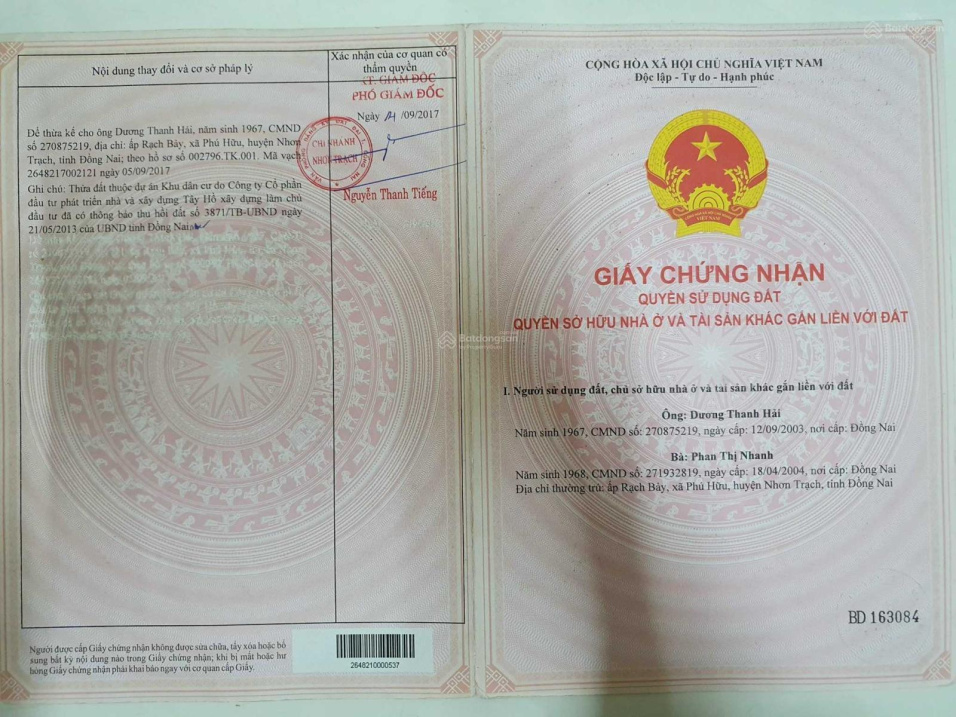 Nội dung thay đổi và cơ sở pháp lý
Xác nhận của cơ quan có
thẩm quyền
KT. GIÁM ĐỐC
PHÓ GIÁM ĐỐC
Ngày /09/2017
CHI NHÁNH
NHƠN TRẠCH
Nguyễn Thanh Tiếng
Để thừa kế cho ông Dương Thanh Hải, năm sinh 1967, CMND
số 270875219, địa chỉ: ấp Rạch Bảy, xã Phú Hữu, huyện Nhơn
Trạch, tỉnh Đồng Nai; theo hồ sơ số 002796.TK.001. Mã vạch
2648217002121 ngày 05/09/2017
Ghi chú: Thửa đất thuộc dự án Khu dân cư do Công ty Cổ phần
đầu tư phát triển nhà và xây dựng Tây Hồ xây dựng làm chủ
đầu tư đã có thông báo thu hồi đất số 3871/TB-UBND ngày
21/05/2013 của UBND tỉnh Đồng Nai
Người được cấp Giấy chứng nhận không được sửa chữa, tẩy xóa hoặc bổ
sung bất kỳ nội dung nào trong Giấy chứng nhận; khi bị mất hoặc hư
hỏng Giấy chứng nhận phải khai báo ngay với cơ quan cấp Giấy.
2648210000537
CỘNG HÒA XÃ HỘI CHỦ NGHĨA VIỆT NAM
Độc lập - Tự do - Hạnh phúc
VIỆT NAM
GIẤY CHỨNG NHẬN
QUYỀN SỬ DỤNG ĐẤT
QUYỀN SỞ HỮU NHÀ Ở VÀ TÀI SẢN KHÁC GẮN LIỀN VỚI ĐẤT
I. Người sử dụng đất, chủ sở hữu nhà ở và tài sản khác gắn liền với đất
Ông: Dương Thanh Hải
Năm sinh 1967, CMND số: 270875219, ngày cấp: 12/09/2003, nơi cấp: Đồng Nai
Bà: Phan Thị Nhanh
Năm sinh 1968, CMND số: 271932819, ngày cấp: 18/04/2004, nơi cấp: Đồng Nai
Địa chỉ thường trú: ấp Rạch Bảy, xã Phú Hữu, huyện Nhơn Trạch, tỉnh Đồng Nai
BD 163084
Batdongsan